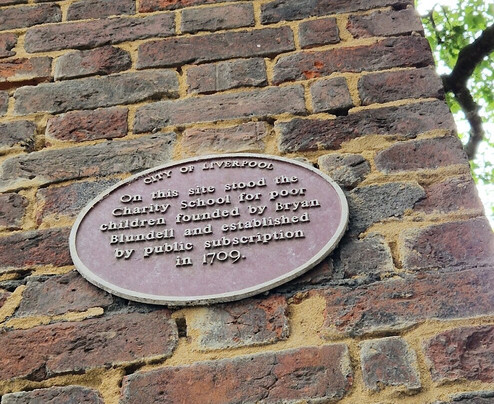 CITY OF LIVERPOOL
On this site stood the
Charity School for poor
children founded by Bryan
Blundell and established
by public subscription
in 1709.